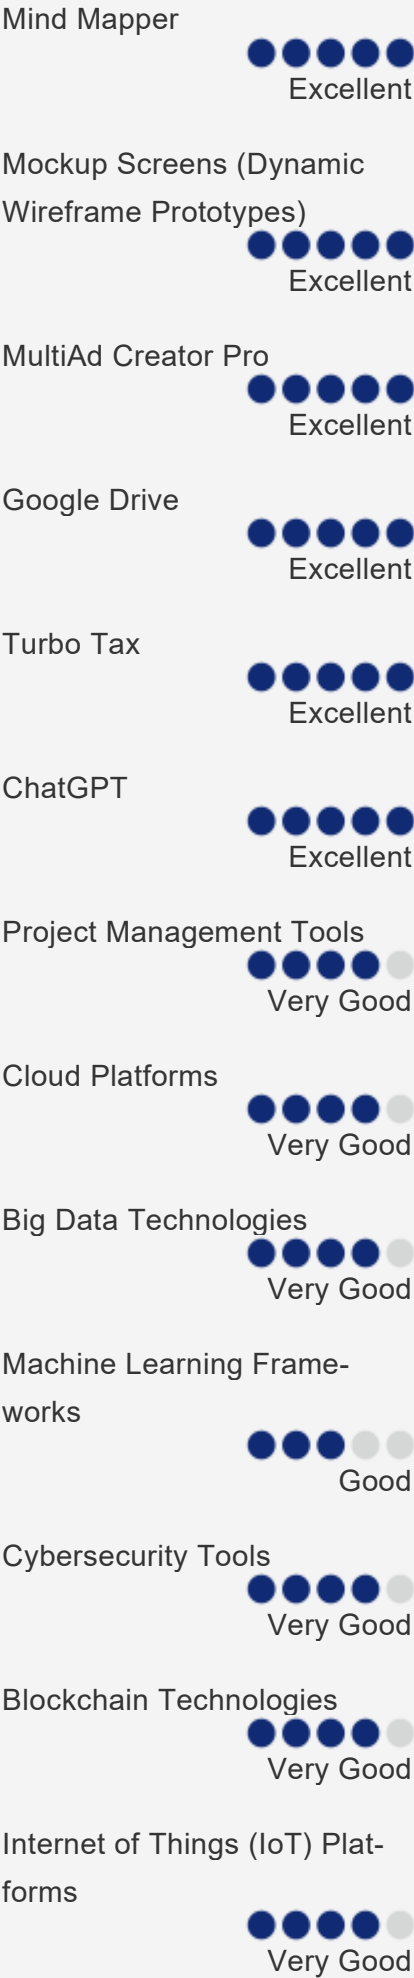 Mind Mapper
Excellent
Mockup Screens (Dynamic
Wireframe Prototypes)
Excellent
MultiAd Creator Pro
Excellent
Google Drive
Excellent
Turbo Tax
Excellent
ChatGPT
Excellent
Project Management Tools
Very Good
Cloud Platforms
Very Good
Big Data Technologies
Very Good
Machine Learning Frame-
works
Good
Cybersecurity Tools
Very Good
Blockchain Technologies
Very Good
Internet of Things (IoT) Plat-
forms
Very Good